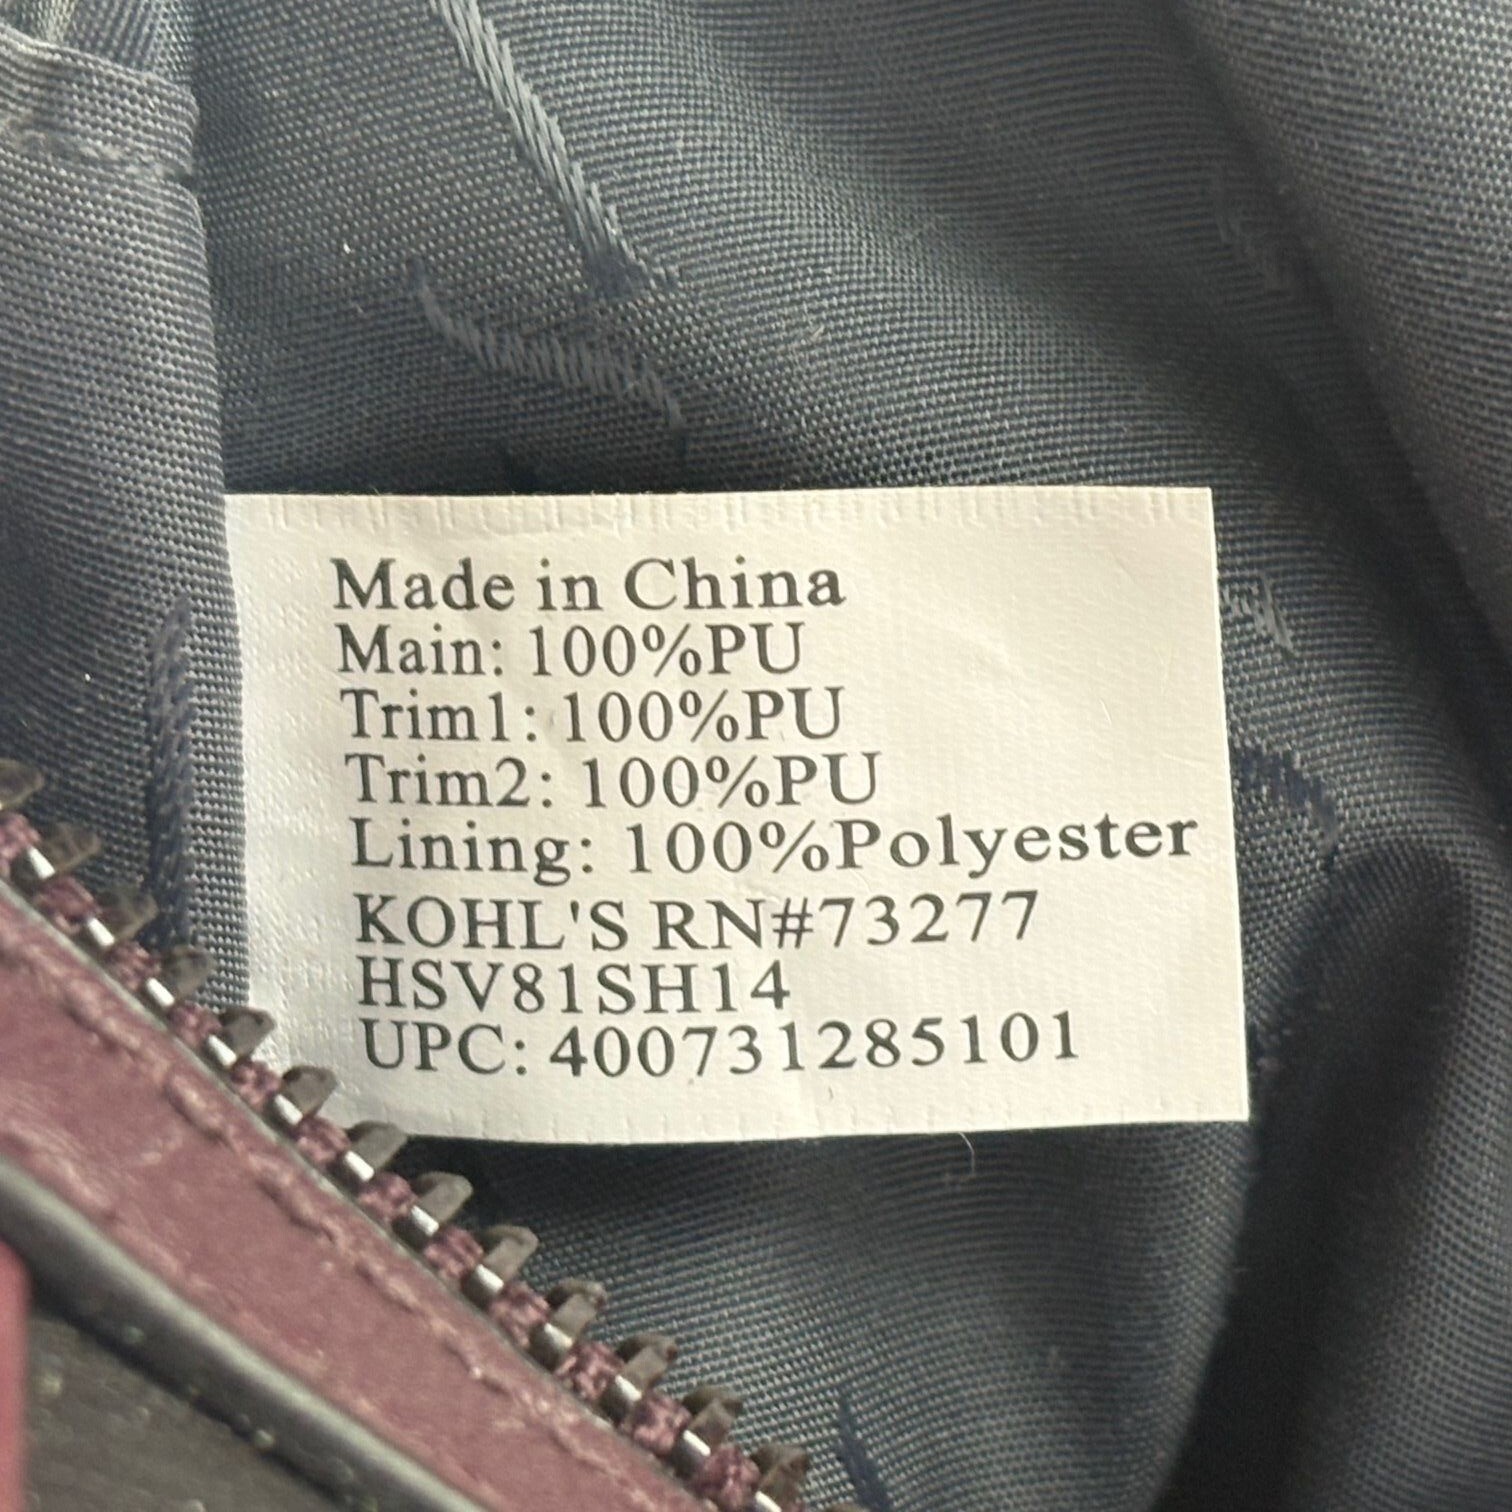 Made in China
Main: 100%PU
Trim1: 100%PU
Trim2: 100%PU
Lining: 100%Polyester
KOHL'S RN#73277
HSV81SH14
UPC: 400731285101